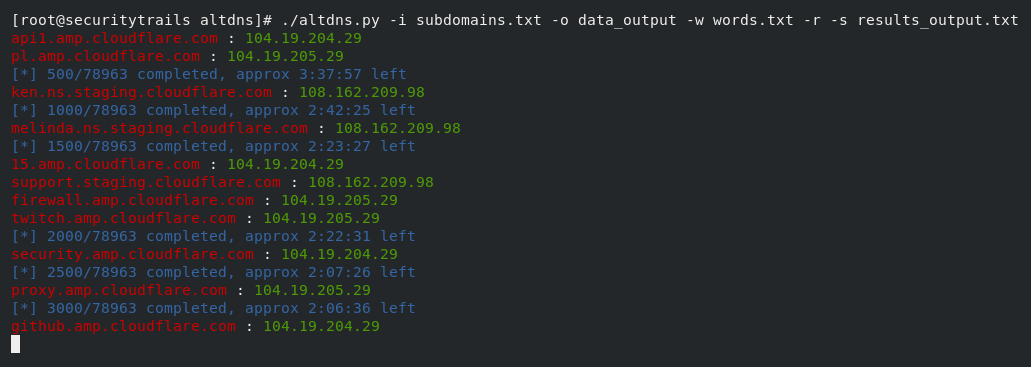 [root@securitytrails altdns]# ./altdns.py -i subdomains.txt -o data_output -w words.txt -r -s results_output.txt
api1.amp.cloudflare.com : 104.19.204.29
pl.amp.cloudflare.com : 104.19.205.29
[*] 500/78963 completed, approx 3:37:57 left
ken.ns.staging.cloudflare.com : 108.162.209.98
[*] 1000/78963 completed, approx 2:42:25 left
melinda.ns.staging.cloudflare.com : 108.162.209.98
[*] 1500/78963 completed, approx 2:23:27 left
15.amp.cloudflare.com : 104.19.204.29
support.staging.cloudflare.com : 108.162.209.98
firewall.amp.cloudflare.com : 104.19.205.29
twitch.amp.cloudflare.com : 104.19.205.29
[*] 2000/78963 completed, approx 2:22:31 left
security.amp.cloudflare.com : 104.19.204.29
[*] 2500/78963 completed, approx 2:07:26 left
proxy.amp.cloudflare.com : 104.19.205.29
[*] 3000/78963 completed, approx 2:06:36 left
github.amp.cloudflare.com : 104.19.204.29